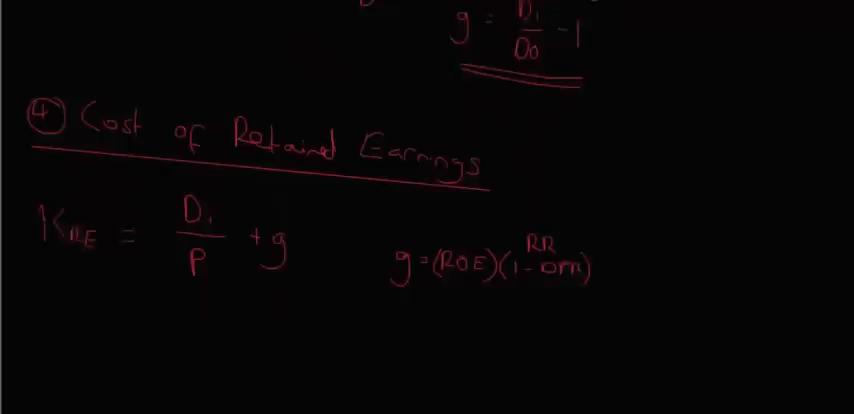 g = D1/D0 - 1
④ Cost of Retained Earnings
KRE = D1/P + g
RR
g = (ROE)(1 - DPR)